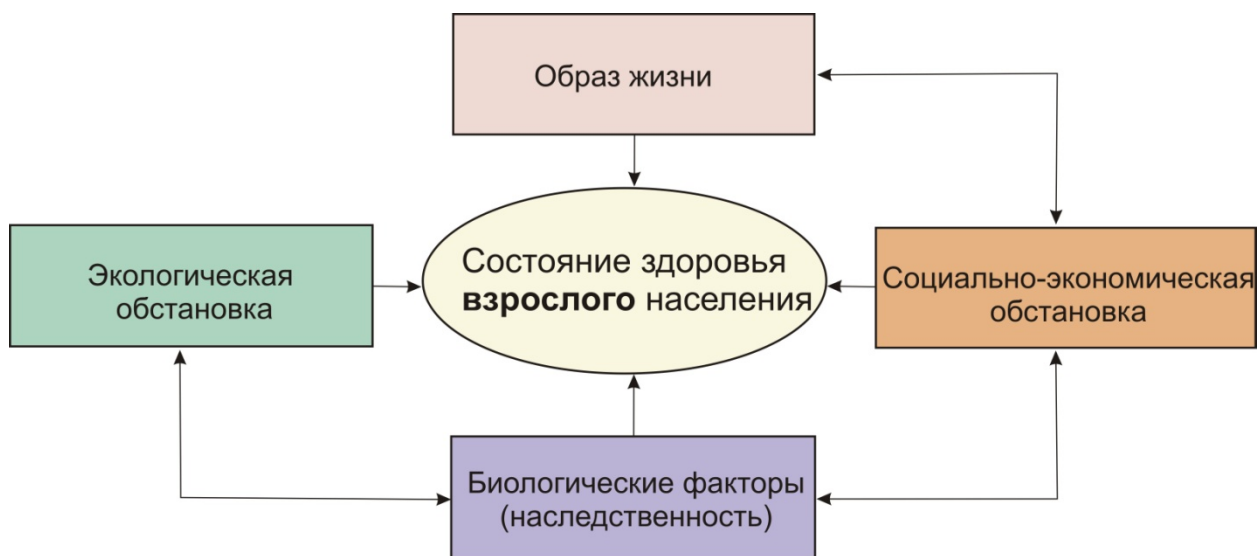 Образ жизни
Экологическая
обстановка
Состояние здоровья
взрослого населения
Социально-экономическая
обстановка
Биологические факторы
(наследственность)